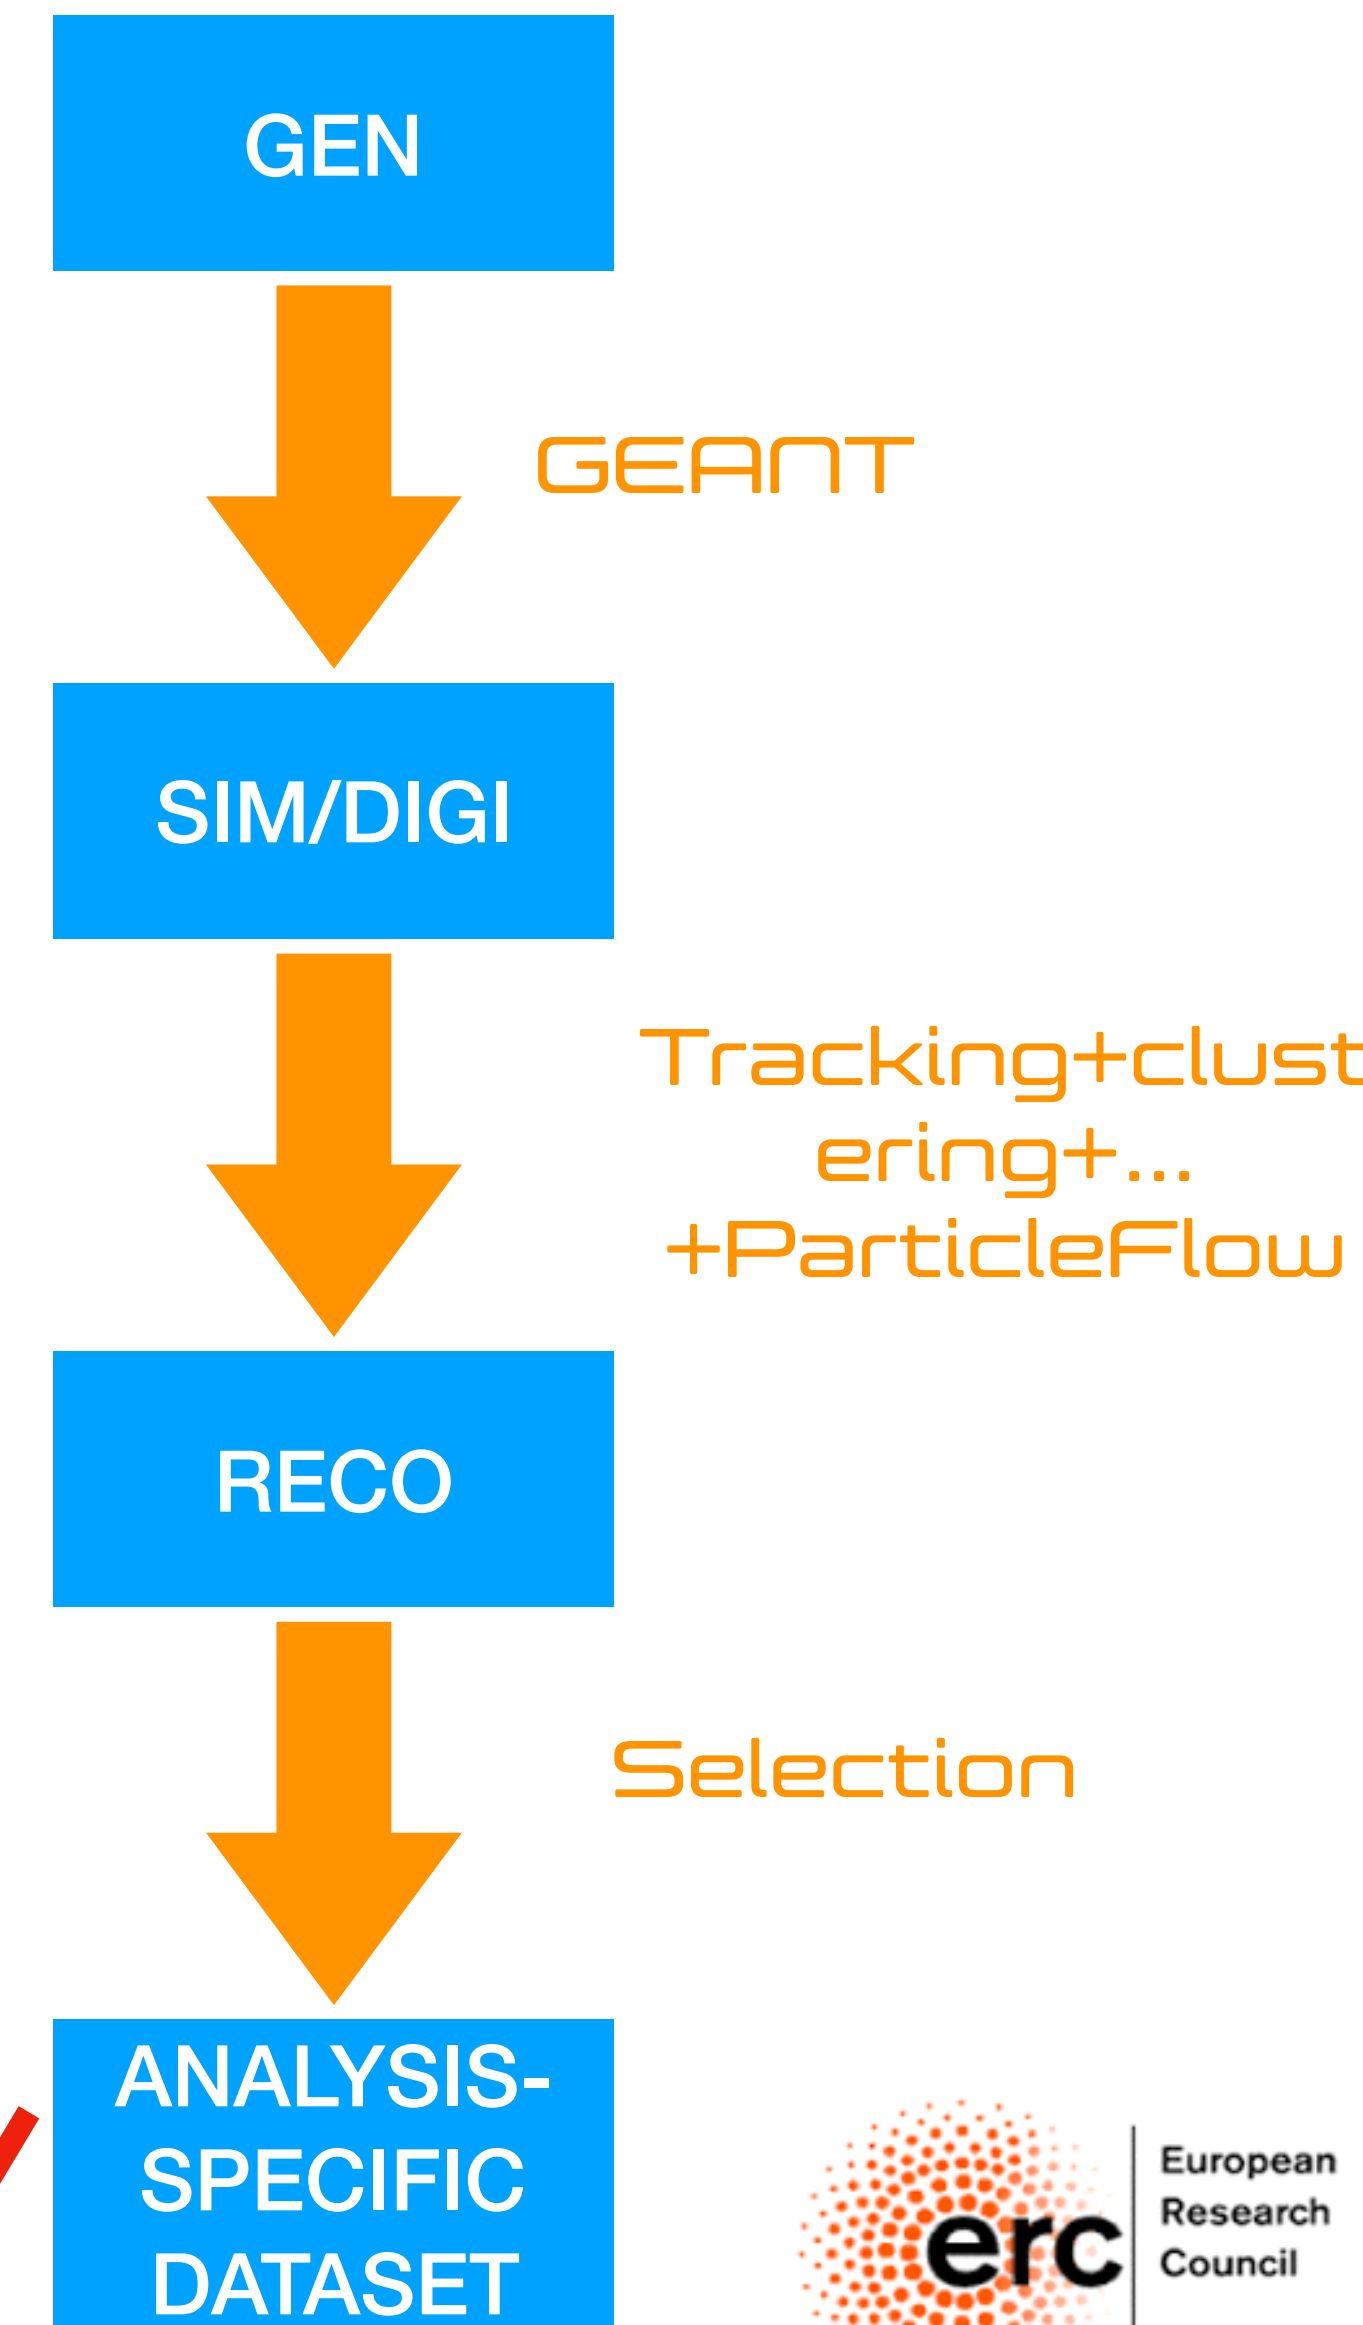 GEN
GEANT
SIM/DIGI
Tracking+clust
ering+...
+ParticleFlow
RECO
Selection
ANALYSIS-
SPECIFIC
DATASET
erc
European
Research
Council